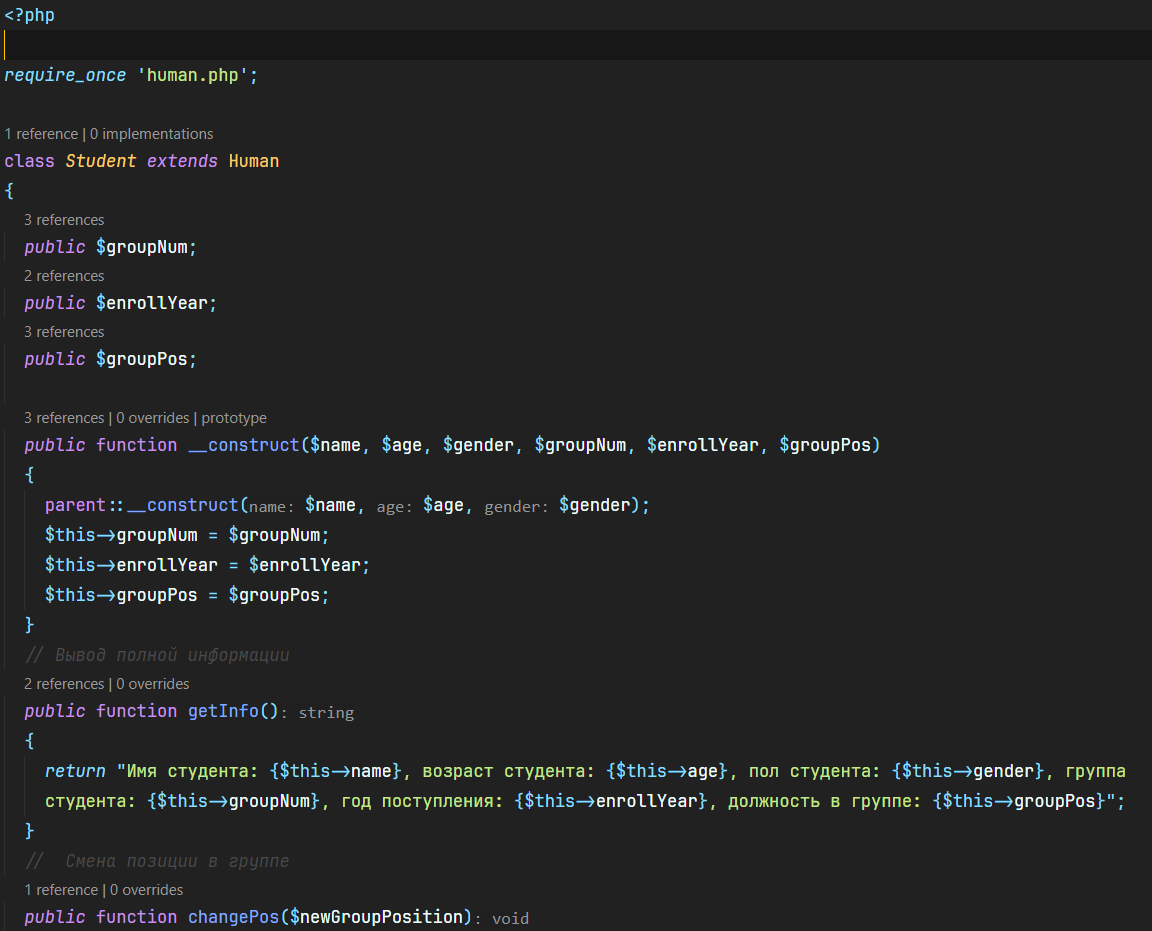 <?php
require_once 'human.php';
1 reference | 0 implementations
class Student extends Human
{
3 references
public $groupNum;
2 references
public $enrollYear;
3 references
public $groupPos;
3 references | 0 overrides | prototype
public function __construct($name, $age, $gender, $groupNum, $enrollYear, $groupPos)
{
parent::__construct(name: $name, age: $age, gender: $gender);
$this->groupNum = $groupNum;
$this->enrollYear = $enrollYear;
$this->groupPos = $groupPos;
}
// Вывод полной информации
2 references | 0 overrides
public function getInfo(): string
{
return "Имя студента: {$this->name}, возраст студента: {$this->age}, пол студента: {$this->gender}, группа
студента: {$this->groupNum}, год поступления: {$this->enrollYear}, должность в группе: {$this->groupPos}";
}
//  Смена позиции в группе
1 reference | 0 overrides
public function changePos($newGroupPosition): void